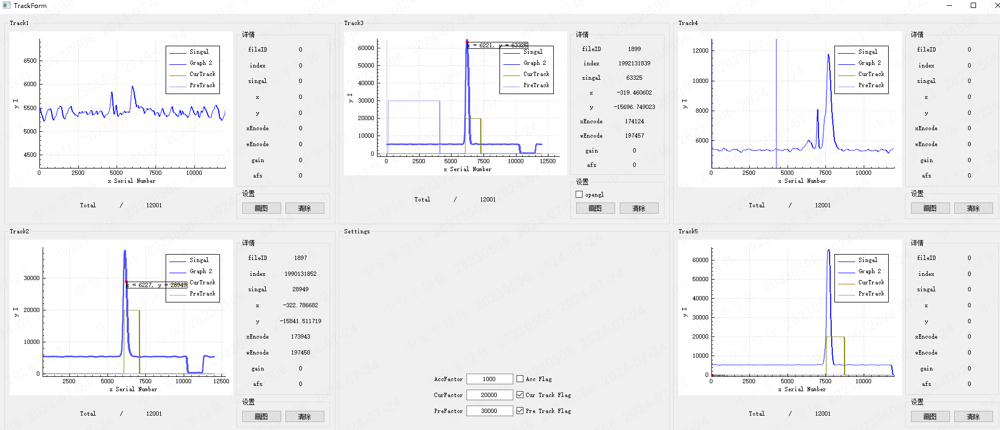 TrackForm
Track1
6500
6000
5500
5000
4500
y I
0
2500
5000
7500
10000
x Serial Number
Singal
Graph 2
CurTrack
PreTrack
Total / 12001
详情
fileID 0
index 0
singal 0
x 0
y 0
xEncode 0
wEncode 0
gain 0
afs 0
设置
画图
清除
Track3
60000
50000
40000
30000
20000
10000
0
y I
0
2500
5000
7500
10000
12500
x Serial Number
x = 6221, y = 63325
Singal
Graph 2
CurTrack
PreTrack
Total / 12001
详情
fileID 1899
index 1992131839
singal 63325
x -319.460602
y -15696.749023
xEncode 174124
wEncode 197457
gain 0
afs 0
设置
opengl
画图
清除
Track4
12000
10000
8000
6000
y I
0
2500
5000
7500
10000
x Serial Number
Singal
Graph 2
CurTrack
PreTrack
Total / 12001
详情
fileID 0
index 0
singal 0
x 0
y 0
xEncode 0
wEncode 0
gain 0
afs 0
设置
画图
清除
Track2
30000
20000
10000
0
y I
2500
5000
7500
10000
12500
x Serial Number
x = 6227, y = 28949
Singal
Graph 2
CurTrack
PreTrack
Total / 12001
详情
fileID 1897
index 1990131852
singal 28949
x -322.786682
y -15841.511719
xEncode 173943
wEncode 197458
gain 0
afs 0
设置
画图
清除
Settings
AccFactor 1000 Acc Flag
CurFactor 20000 Cur Track Flag
PreFactor 30000 Pre Track Flag
Track5
60000
50000
40000
30000
20000
10000
0
y I
0
2500
5000
7500
10000
x Serial Number
Singal
Graph 2
CurTrack
PreTrack
Total / 12001
详情
fileID 0
index 0
singal 0
x 0
y 0
xEncode 0
wEncode 0
gain 0
afs 0
设置
画图
清除
中安半导体 20230506 2024-07-24